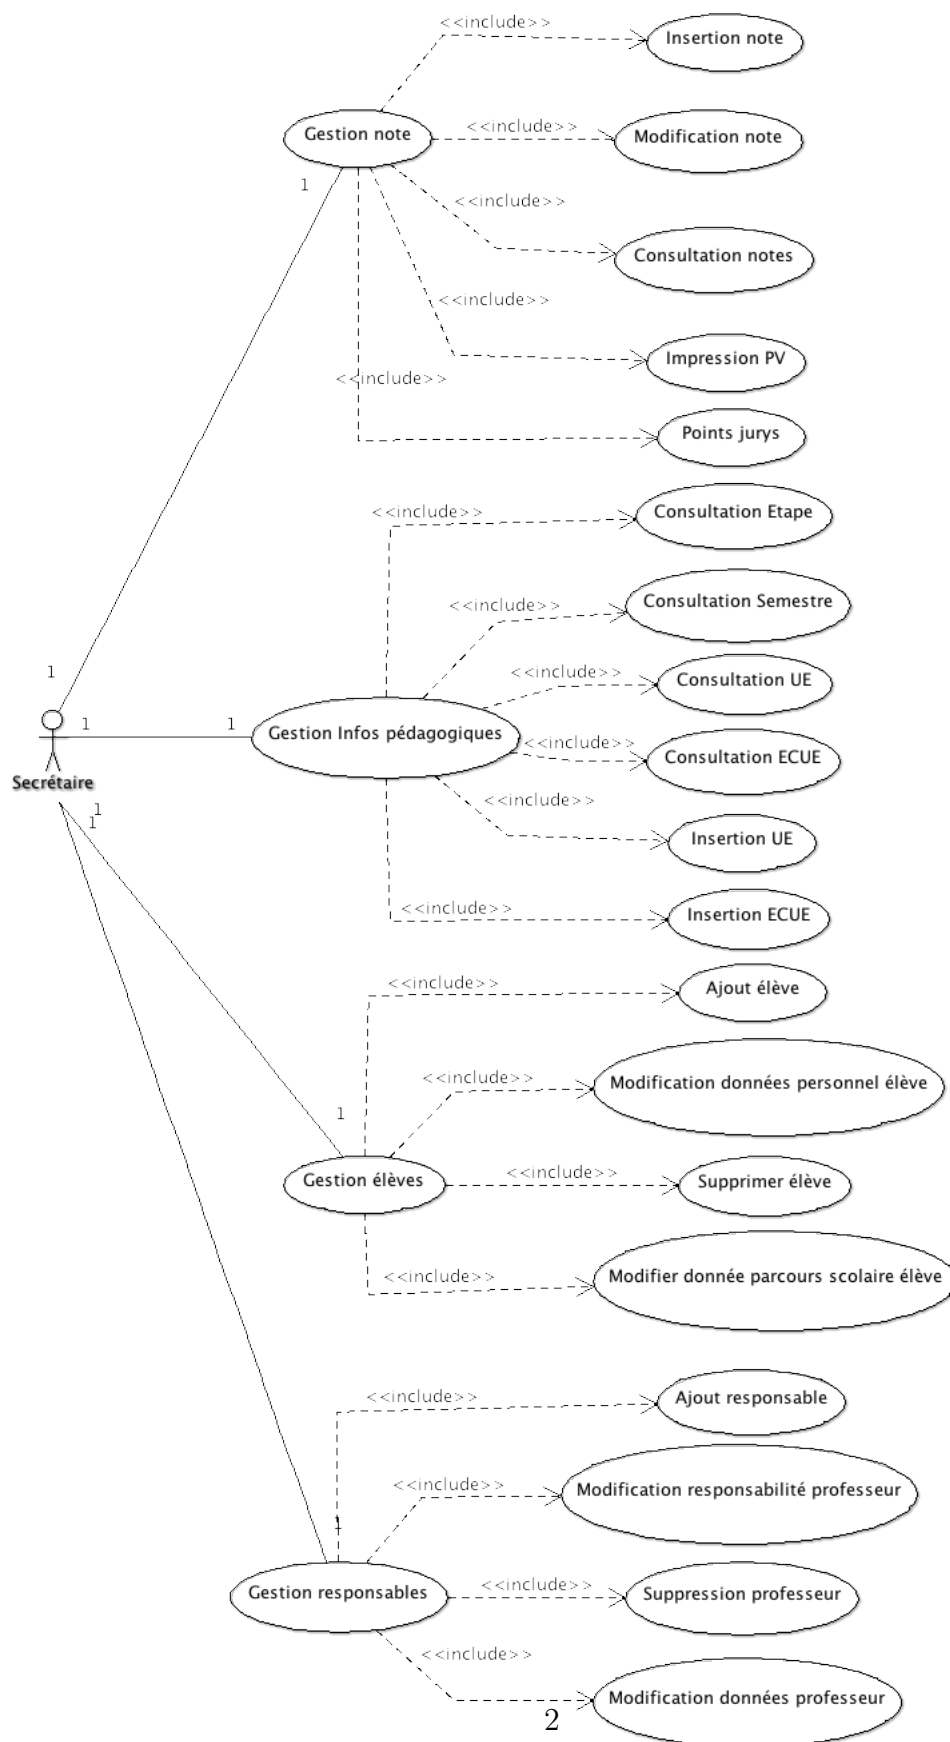 <<include>>
Insertion note
Gestion note
<<include>>
Modification note
1
<<include>>
Consultation notes
<<include>>
Impression PV
<<include>>
Points jurys
<<include>>
Consultation Etape
<<include>>
Consultation Semestre
1
<<include>>
Consultation UE
1
1
Gestion Infos pédagogiques
<<include>>
Consultation ECUE
Secrétaire
1
1
<<include>>
Insertion UE
<<include>>
Insertion ECUE
<<include>>
Ajout élève
<<include>>
Modification données personnel élève
1
Gestion élèves
<<include>>
Supprimer élève
<<include>>
Modifier donnée parcours scolaire élève
<<include>>
Ajout responsable
<<include>>
Modification responsabilité professeur
1
Gestion responsables
<<include>>
Suppression professeur
<<include>>
Modification données professeur
2